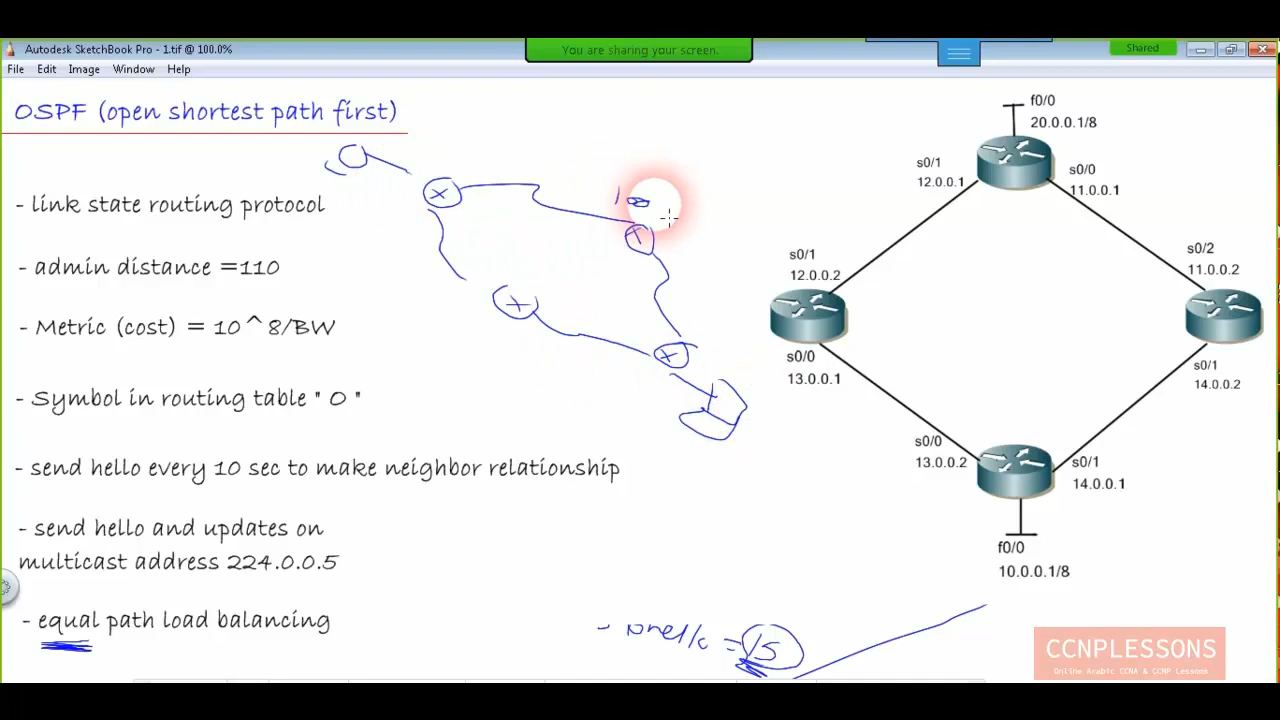 Autodesk SketchBook Pro - 1.tif @ 100.0%
You are sharing your screen.
Shared
File Edit Image Window Help
OSPF (open shortest path first)
- link state routing protocol
- admin distance =110
- Metric (cost) = 10^8/BW
- Symbol in routing table " O "
- send hello every 10 sec to make neighbor relationship
- send hello and updates on
multicast address 224.0.0.5
- equal path load balancing
= 15
f0/0
20.0.0.1/8
s0/1
12.0.0.1
s0/0
11.0.0.1
s0/1
12.0.0.2
s0/2
11.0.0.2
s0/0
13.0.0.1
s0/1
14.0.0.2
s0/0
13.0.0.2
s0/1
14.0.0.1
f0/0
10.0.0.1/8
CCNPLESSONS
Online Arabic CCNA & CCNP Lessons